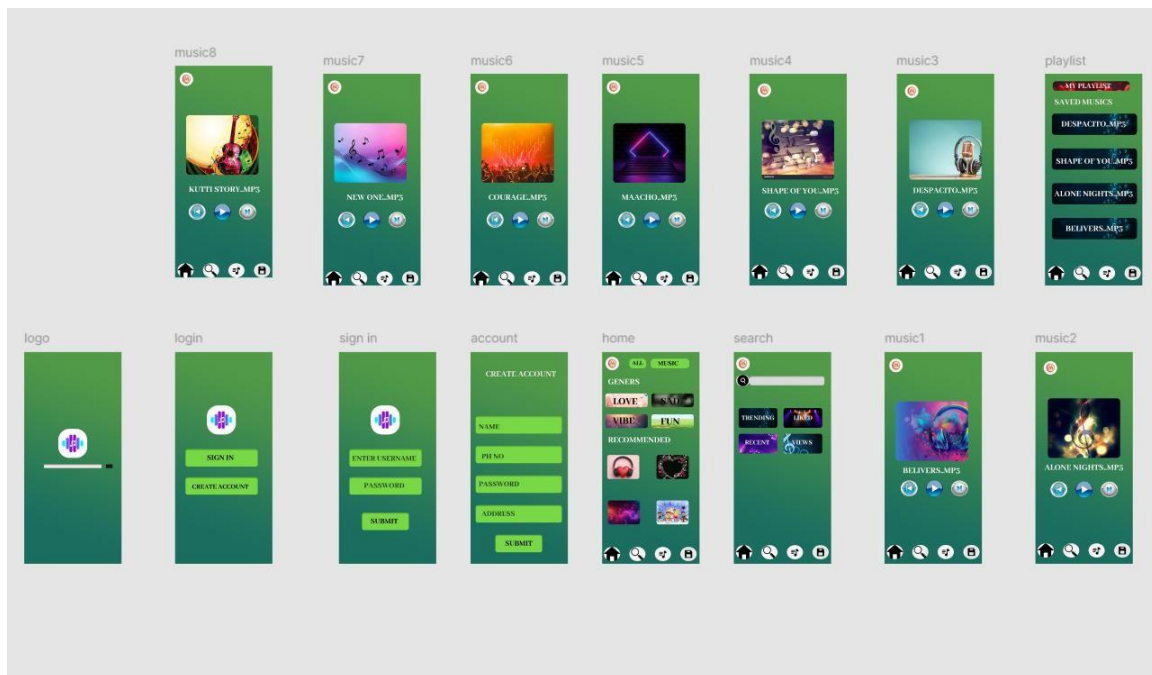 music8
music7
music6
music5
music4
music3
playlist
MY PLAYLIST
SAVED MUSICS
DESPACITO..MP3
SHAPE OF YOU..MP3
ALONE NIGHTS..MP3
BELIVERS..MP3
KUTTI STORY..MP3
NEW ONE..MP3
COURAGE..MP3
MAACHO..MP3
SHAPE OF YOU..MP3
DESPACITO..MP3
logo
login
sign in
account
home
search
music1
music2
SIGN IN
CREATE ACCOUNT
ENTER USERNAME
PASSWORD
SUBMIT
CREATE ACCOUNT
NAME
PH NO
PASSWORD
ADDRESS
SUBMIT
ALL MUSIC
GENERS
LOVE SAD
VIBE FUN
RECOMMENDED
TRENDING LIKED
RECENT VIEWS
BELIVERS..MP3
ALONE NIGHTS..MP3